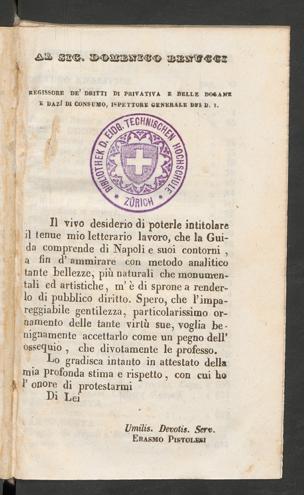 AL SIG. DOMENICO BENUCCI
REGISSORE DE' DRITTI DI PRIVATIVA E DELLE DOGANE
E DAZÍ DI CONSUMO, ISPETTORE GENERALE DEI D. I.
BIBLIOTHEK D. EIDG. TECHNISCHEN HOCHSCHULE
* ZÜRICH *
Il vivo desiderio di poterle intitolare
il tenue mio letterario lavoro, che la Gui-
da comprende di Napoli e suoi contorni,
a fin d'ammirare con metodo analitico
tante bellezze, più naturali che monumen-
tali ed artistiche, m'è di sprone a render-
lo di pubblico diritto. Spero, che l'impa-
reggiabile gentilezza, particolarissimo or-
namento delle tante virtù sue, voglia be-
nignamente accettarlo come un pegno dell'
ossequio, che divotamente le professo.
Lo gradisca intanto in attestato della
mia profonda stima e rispetto, con cui ho
l'onore di protestarmi
Di Lei
Umilis. Devotis. Serv.
ERASMO PISTOLESI